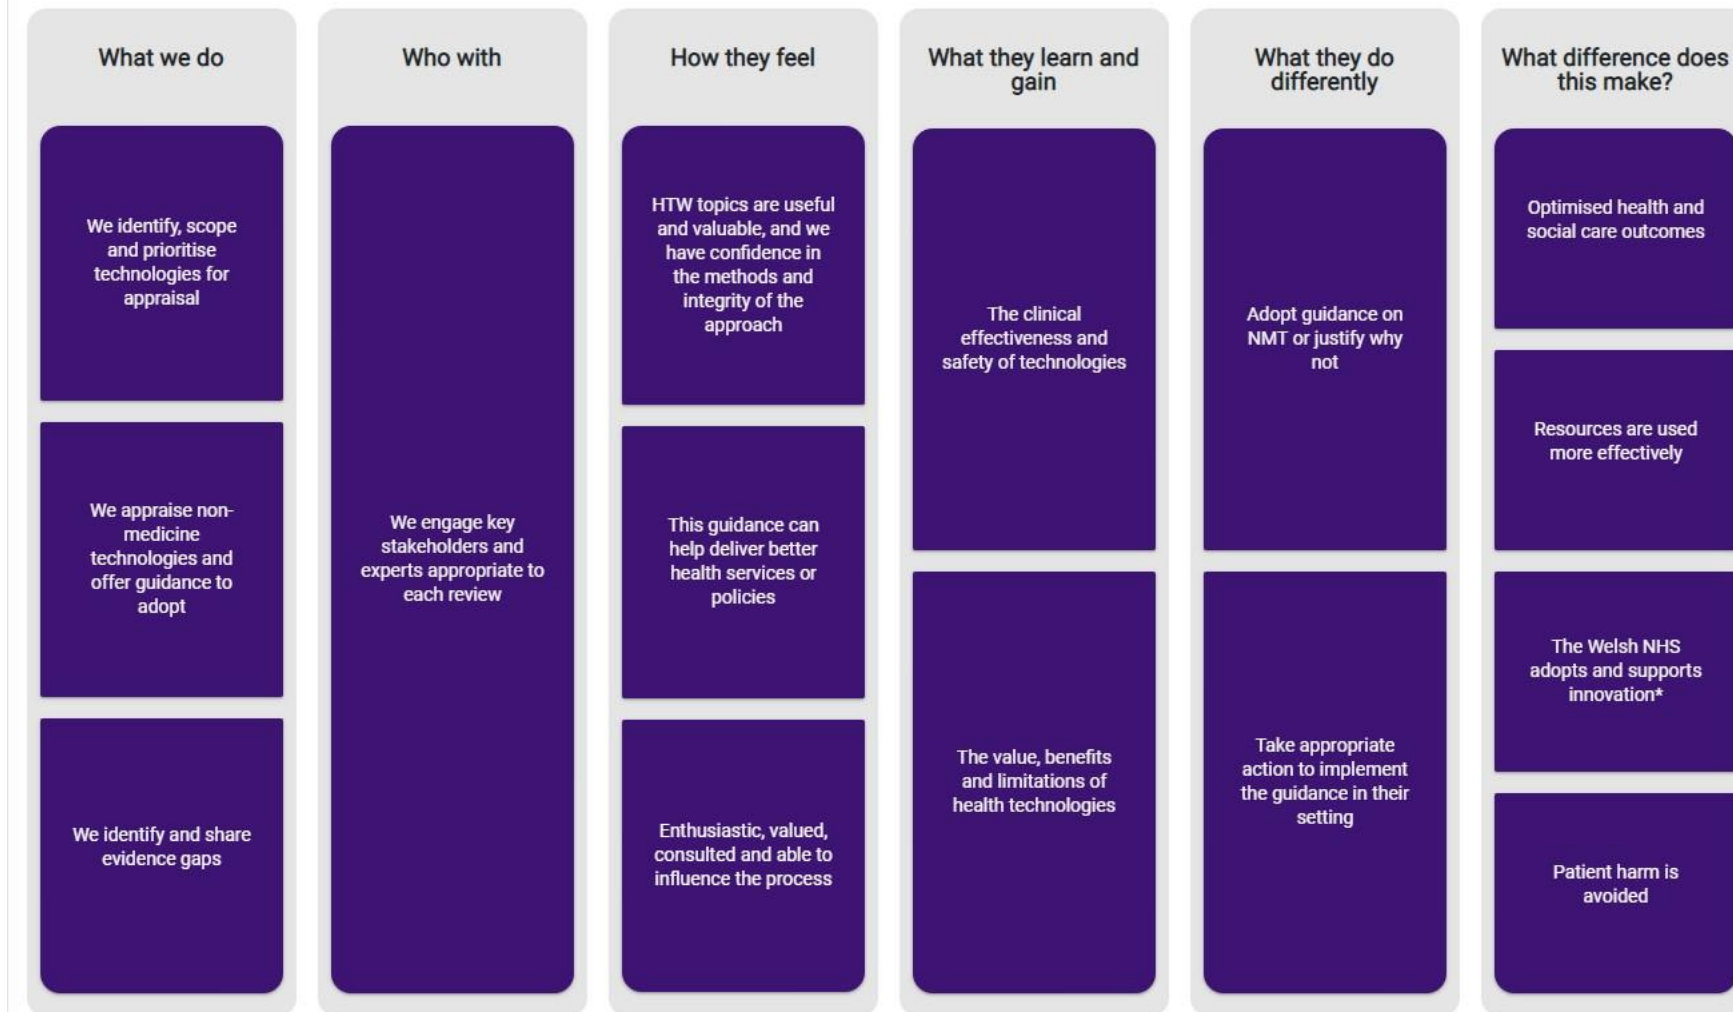 What we do
We identify, scope
and prioritise
technologies for
appraisal
We appraise non-
medicine
technologies and
offer guidance to
adopt
We identify and share
evidence gaps
Who with
We engage key
stakeholders and
experts appropriate to
each review
How they feel
HTW topics are useful
and valuable, and we
have confidence in
the methods and
integrity of the
approach
This guidance can
help deliver better
health services or
policies
Enthusiastic, valued,
consulted and able to
influence the process
What they learn and
gain
The clinical
effectiveness and
safety of technologies
The value, benefits
and limitations of
health technologies
What they do
differently
Adopt guidance on
NMT or justify why
not
Take appropriate
action to implement
the guidance in their
setting
What difference does
this make?
Optimised health and
social care outcomes
Resources are used
more effectively
The Welsh NHS
adopts and supports
innovation*
Patient harm is
avoided